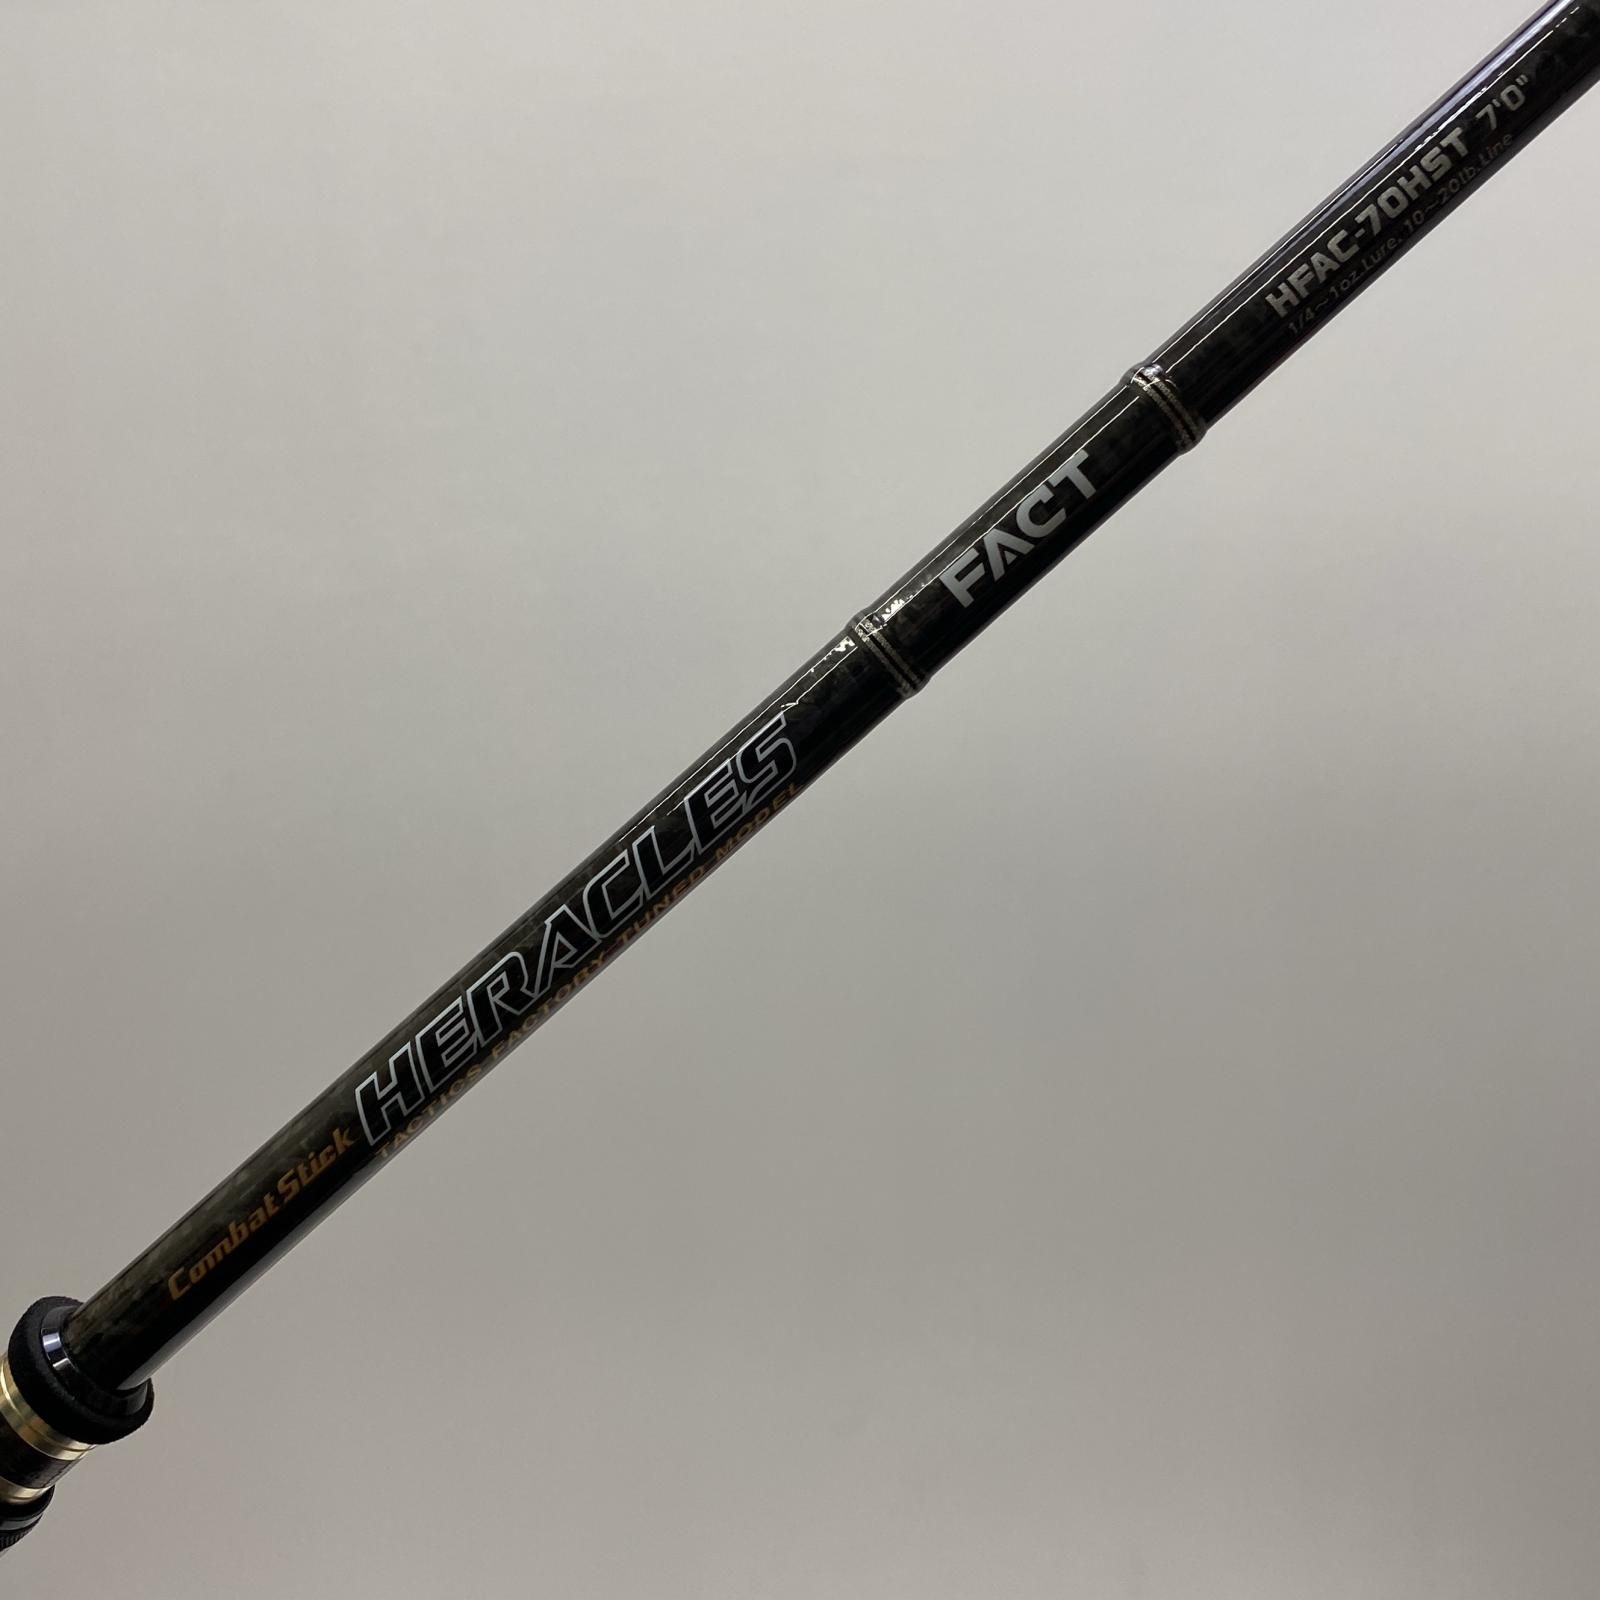 Combat Stick HERACLES
TACTICS FACTORY TUNED MODEL
FACT
HFAC-70HST 7'0"
1/4~1oz.Lure. 10~20lb.Line